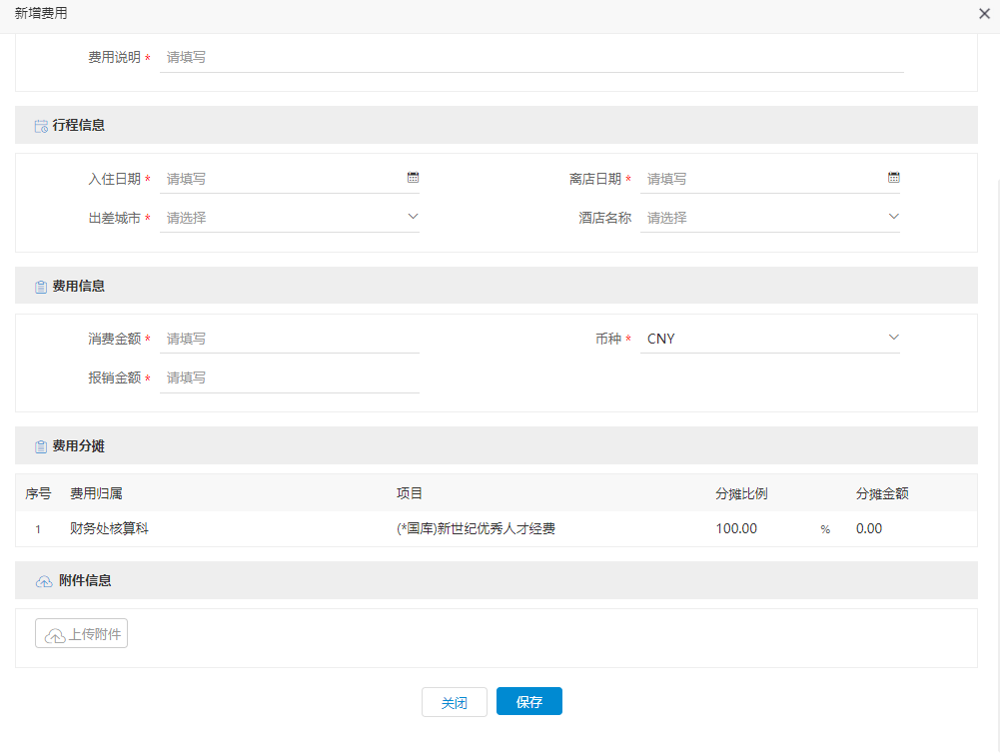 新增费用
费用说明 * 请填写
行程信息
入住日期 * 请填写 离店日期 * 请填写
出差城市 * 请选择 酒店名称 请选择
费用信息
消费金额 * 请填写 币种 * CNY
报销金额 * 请填写
费用分摊
序号 费用归属 项目 分摊比例 分摊金额
1 财务处核算科 (*国库)新世纪优秀人才经费 100.00 % 0.00
附件信息
上传附件
关闭 保存